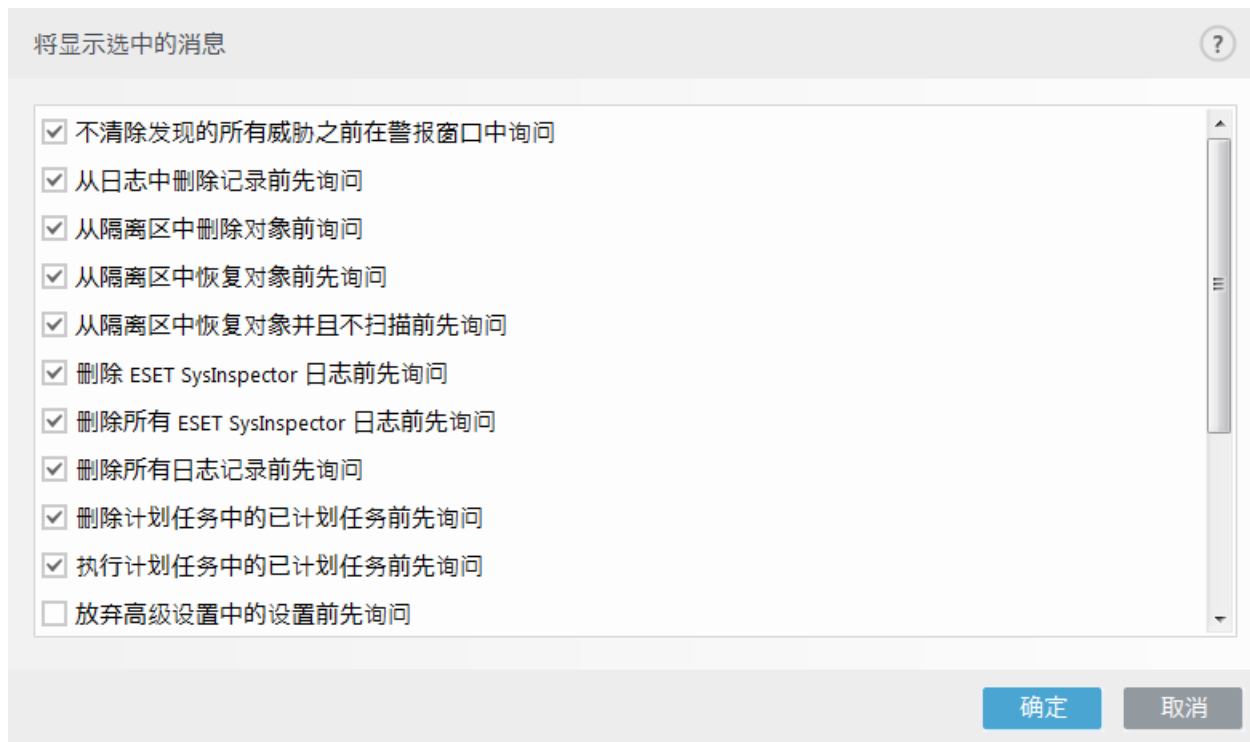 将显示选中的消息
?
不清除发现的所有威胁之前在警报窗口中询问
从日志中删除记录前先询问
从隔离区中删除对象前询问
从隔离区中恢复对象前先询问
从隔离区中恢复对象并且不扫描前先询问
删除 ESET SysInspector 日志前先询问
删除所有 ESET SysInspector 日志前先询问
删除所有日志记录前先询问
删除计划任务中的已计划任务前先询问
执行计划任务中的已计划任务前先询问
放弃高级设置中的设置前先询问
确定 取消